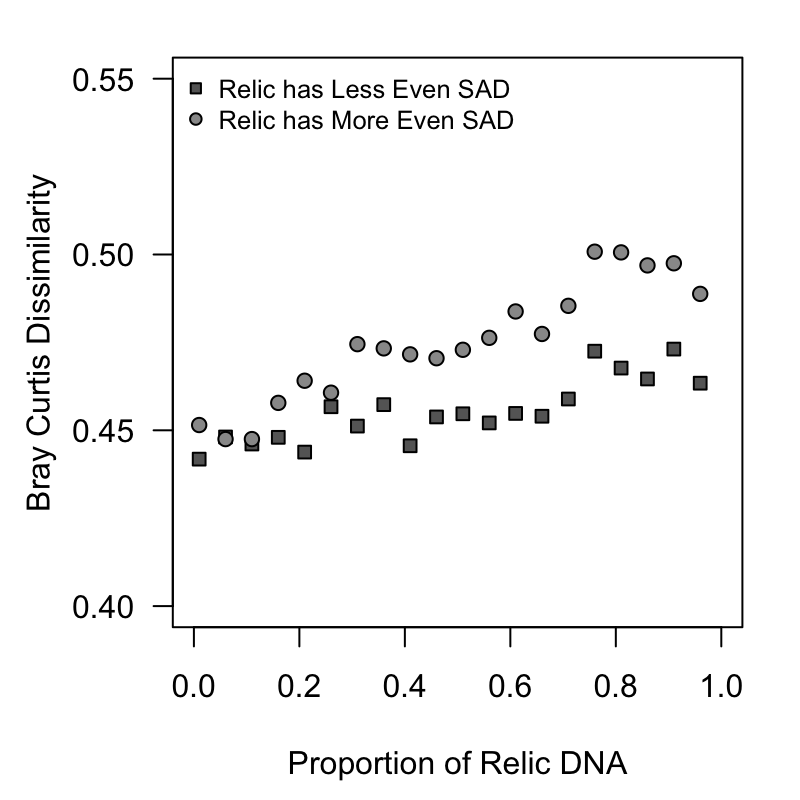 Relic has Less Even SAD
Relic has More Even SAD
Bray Curtis Dissimilarity
0.55
0.50
0.45
0.40
0.0 0.2 0.4 0.6 0.8 1.0
Proportion of Relic DNA